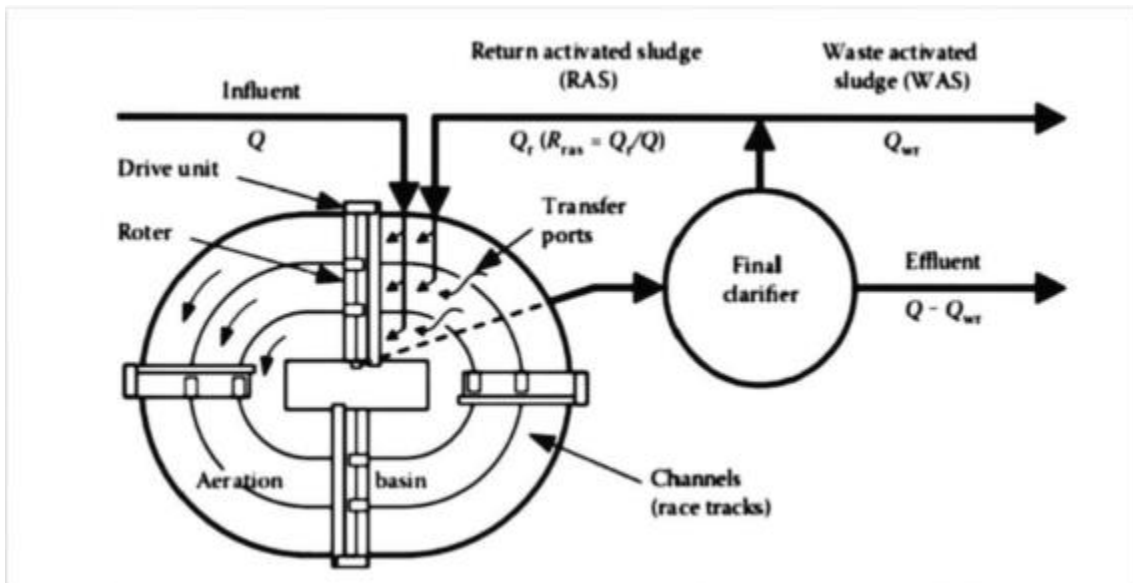 Return activated sludge
(RAS)
Waste activated
sludge (WAS)
Influent
Q
Qr (Rras = Qr/Q)
Qwr
Drive unit
Roter
Transfer
ports
Final
clarifier
Effluent
Q − Qwr
Aeration
basin
Channels
(race tracks)